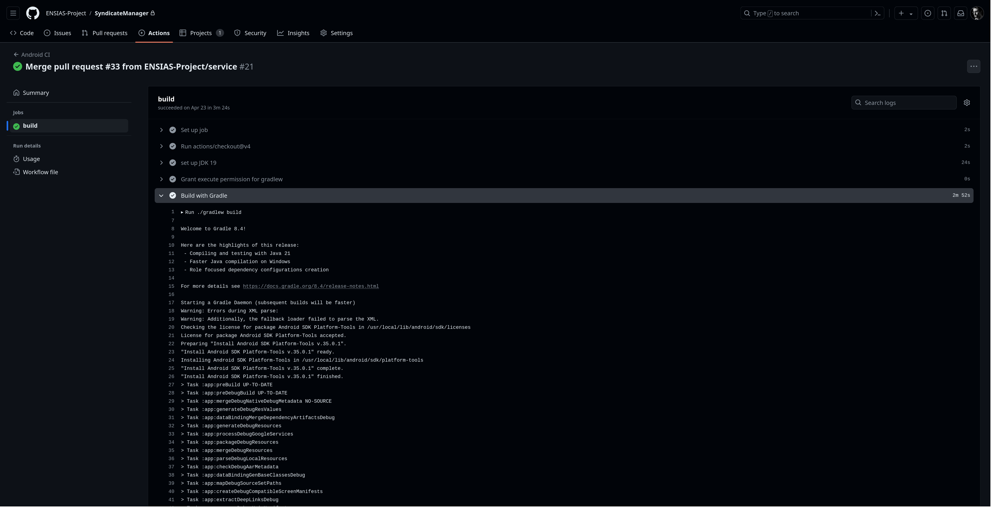 ENSIAS-Project / SyndicateManager
Type / to search
Code Issues Pull requests Actions Projects 1 Security Insights Settings
Android CI
Merge pull request #33 from ENSIAS-Project/service #21
Summary
Jobs
build
Run details
Usage
Workflow file
build
succeeded on Apr 23 in 3m 24s
Search logs
Set up job 2s
Run actions/checkout@v4 2s
set up JDK 19 24s
Grant execute permission for gradlew 0s
Build with Gradle 2m 52s
1 Run ./gradlew build
7
8 Welcome to Gradle 8.4!
9
10 Here are the highlights of this release:
11 - Compiling and testing with Java 21
12 - Faster Java compilation on Windows
13 - Role focused dependency configurations creation
14
15 For more details see https://docs.gradle.org/8.4/release-notes.html
16
17 Starting a Gradle Daemon (subsequent builds will be faster)
18 Warning: Errors during XML parse:
19 Warning: Additionally, the fallback loader failed to parse the XML.
20 Checking the license for package Android SDK Platform-Tools in /usr/local/lib/android/sdk/licenses
21 License for package Android SDK Platform-Tools accepted.
22 Preparing "Install Android SDK Platform-Tools v.35.0.1".
23 "Install Android SDK Platform-Tools v.35.0.1" ready.
24 Installing Android SDK Platform-Tools in /usr/local/lib/android/sdk/platform-tools
25 "Install Android SDK Platform-Tools v.35.0.1" complete.
26 "Install Android SDK Platform-Tools v.35.0.1" finished.
27 > Task :app:preBuild UP-TO-DATE
28 > Task :app:preDebugBuild UP-TO-DATE
29 > Task :app:mergeDebugNativeDebugMetadata NO-SOURCE
30 > Task :app:generateDebugResValues
31 > Task :app:dataBindingMergeDependencyArtifactsDebug
32 > Task :app:generateDebugResources
33 > Task :app:processDebugGoogleServices
34 > Task :app:packageDebugResources
35 > Task :app:mergeDebugResources
36 > Task :app:parseDebugLocalResources
37 > Task :app:checkDebugAarMetadata
38 > Task :app:dataBindingGenBaseClassesDebug
39 > Task :app:mapDebugSourceSetPaths
40 > Task :app:createDebugCompatibleScreenManifests
41 > Task :app:extractDeepLinksDebug